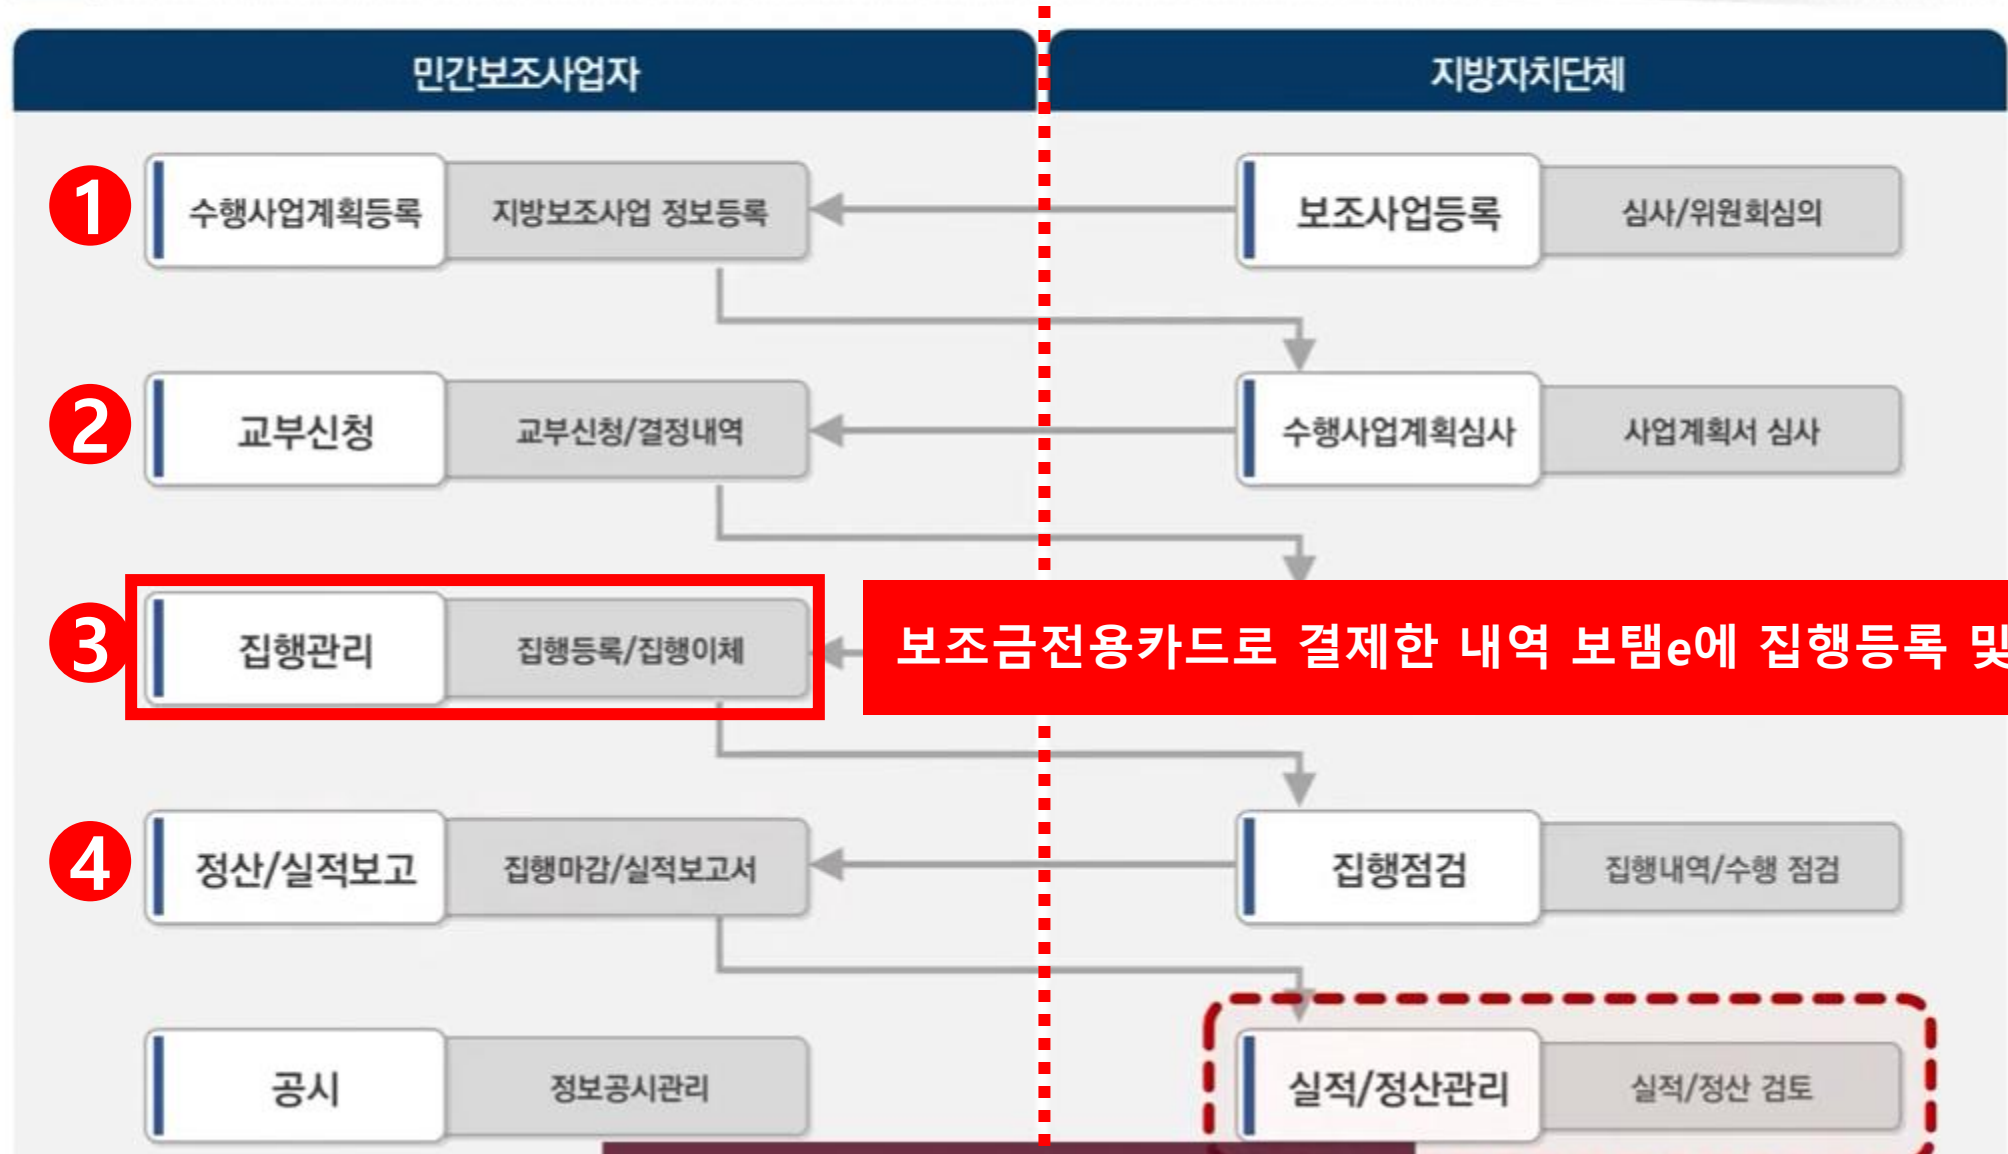 민간보조사업자
지방자치단체
1
수행사업계획등록
지방보조사업 정보등록
보조사업등록
심사/위원회심의
2
교부신청
교부신청/결정내역
수행사업계획심사
사업계획서 심사
3
집행관리
집행등록/집행이체
보조금전용카드로 결제한 내역 보탬e에 집행등록 및
4
정산/실적보고
집행마감/실적보고서
집행점검
집행내역/수행 점검
공시
정보공시관리
실적/정산관리
실적/정산 검토